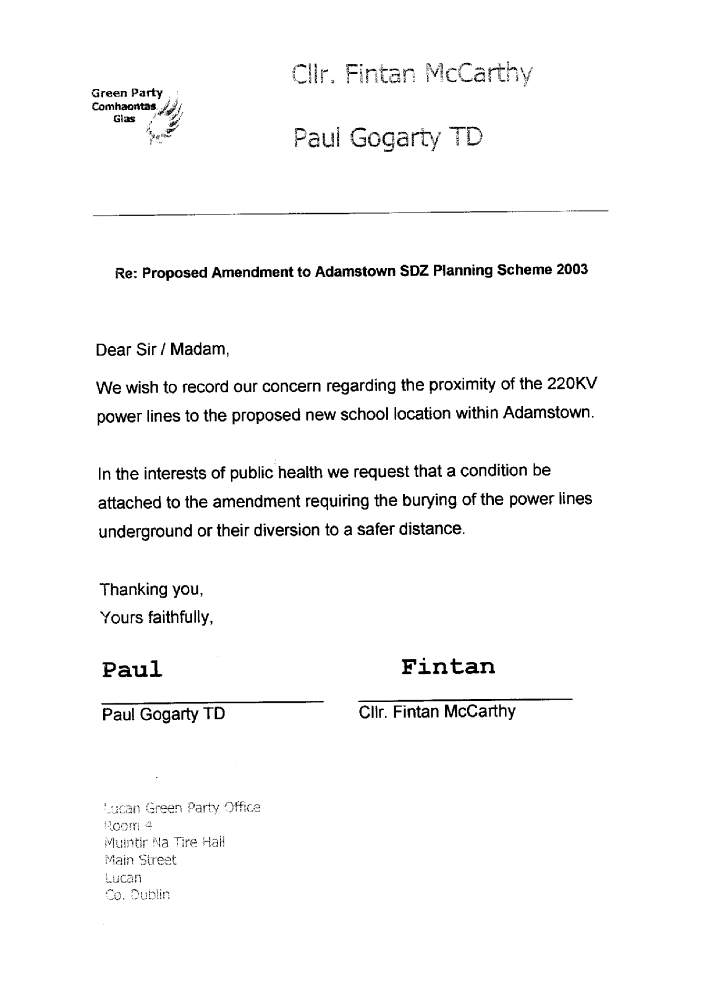 Cllr. Fintan McCarthy
Green Party
Comhaontas
Glas
Paul Gogarty TD
Re: Proposed Amendment to Adamstown SDZ Planning Scheme 2003
Dear Sir / Madam,
We wish to record our concern regarding the proximity of the 220KV
power lines to the proposed new school location within Adamstown.
In the interests of public health we request that a condition be
attached to the amendment requiring the burying of the power lines
underground or their diversion to a safer distance.
Thanking you,
Yours faithfully,
Paul Fintan
Paul Gogarty TD Cllr. Fintan McCarthy
Lucan Green Party Office
Room 4
Muintir Na Tire Hall
Main Street
Lucan
Co. Dublin